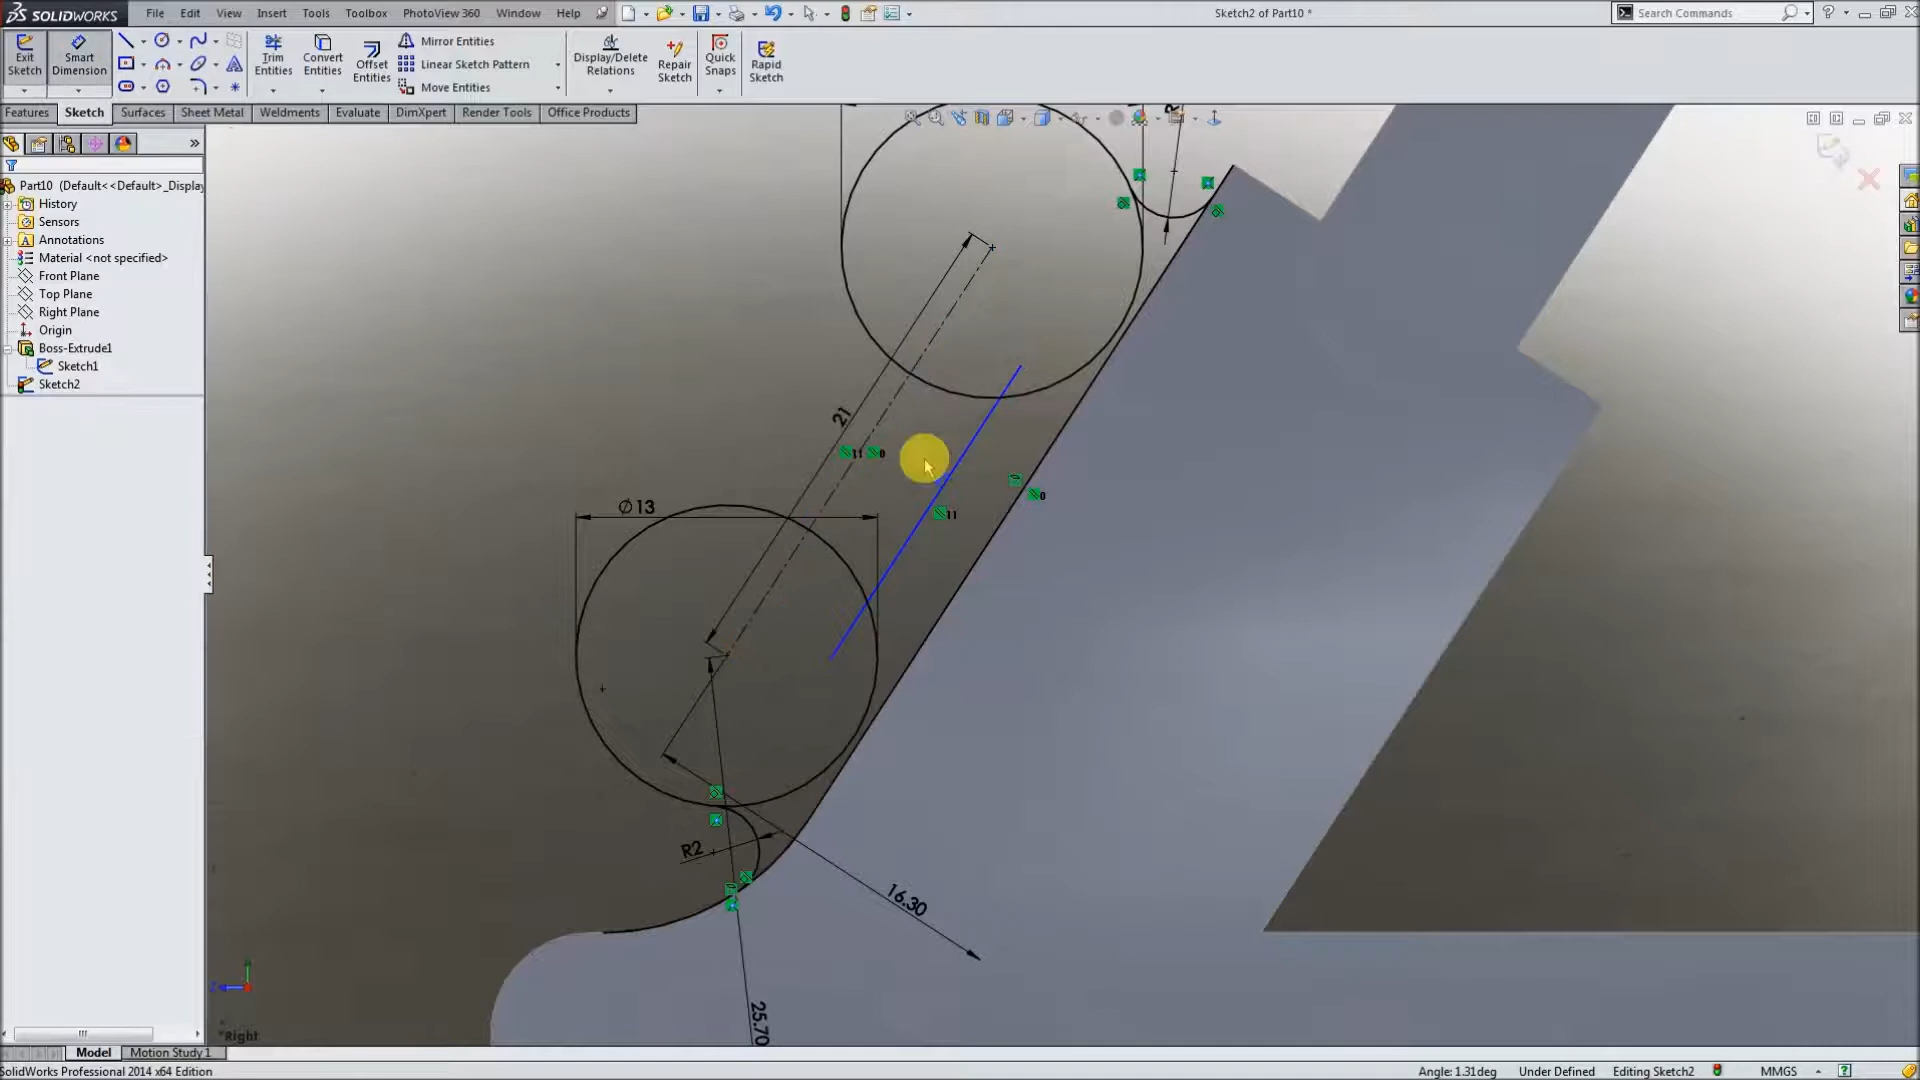 SOLIDWORKS File Edit View Insert Tools Toolbox PhotoView 360 Window Help Sketch2 of Part10 * Search Commands
Exit Sketch
Smart Dimension
Trim Entities
Convert Entities
Offset Entities
Mirror Entities
Linear Sketch Pattern
Move Entities
Display/Delete Relations
Repair Sketch
Quick Snaps
Rapid Sketch
Features Sketch Surfaces Sheet Metal Weldments Evaluate DimXpert Render Tools Office Products
Part10 (Default<<Default>_Display
History
Sensors
Annotations
Material <not specified>
Front Plane
Top Plane
Right Plane
Origin
Boss-Extrude1
Sketch1
Sketch2
R
21
11 0
0
11
Ø13
R2
16.30
25.70
*Right
Model Motion Study 1
SolidWorks Professional 2014 x64 Edition Angle: 1.31deg Under Defined Editing Sketch2 MMGS